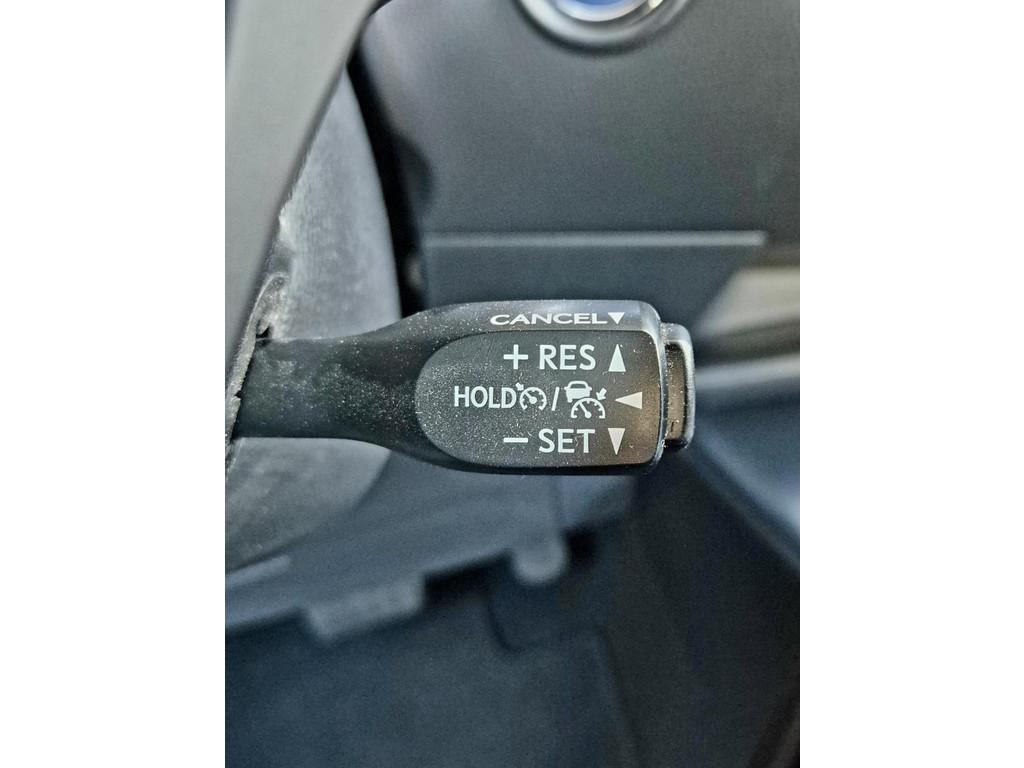 CANCEL▼
+ RES ▲
HOLD / ◀
− SET ▼